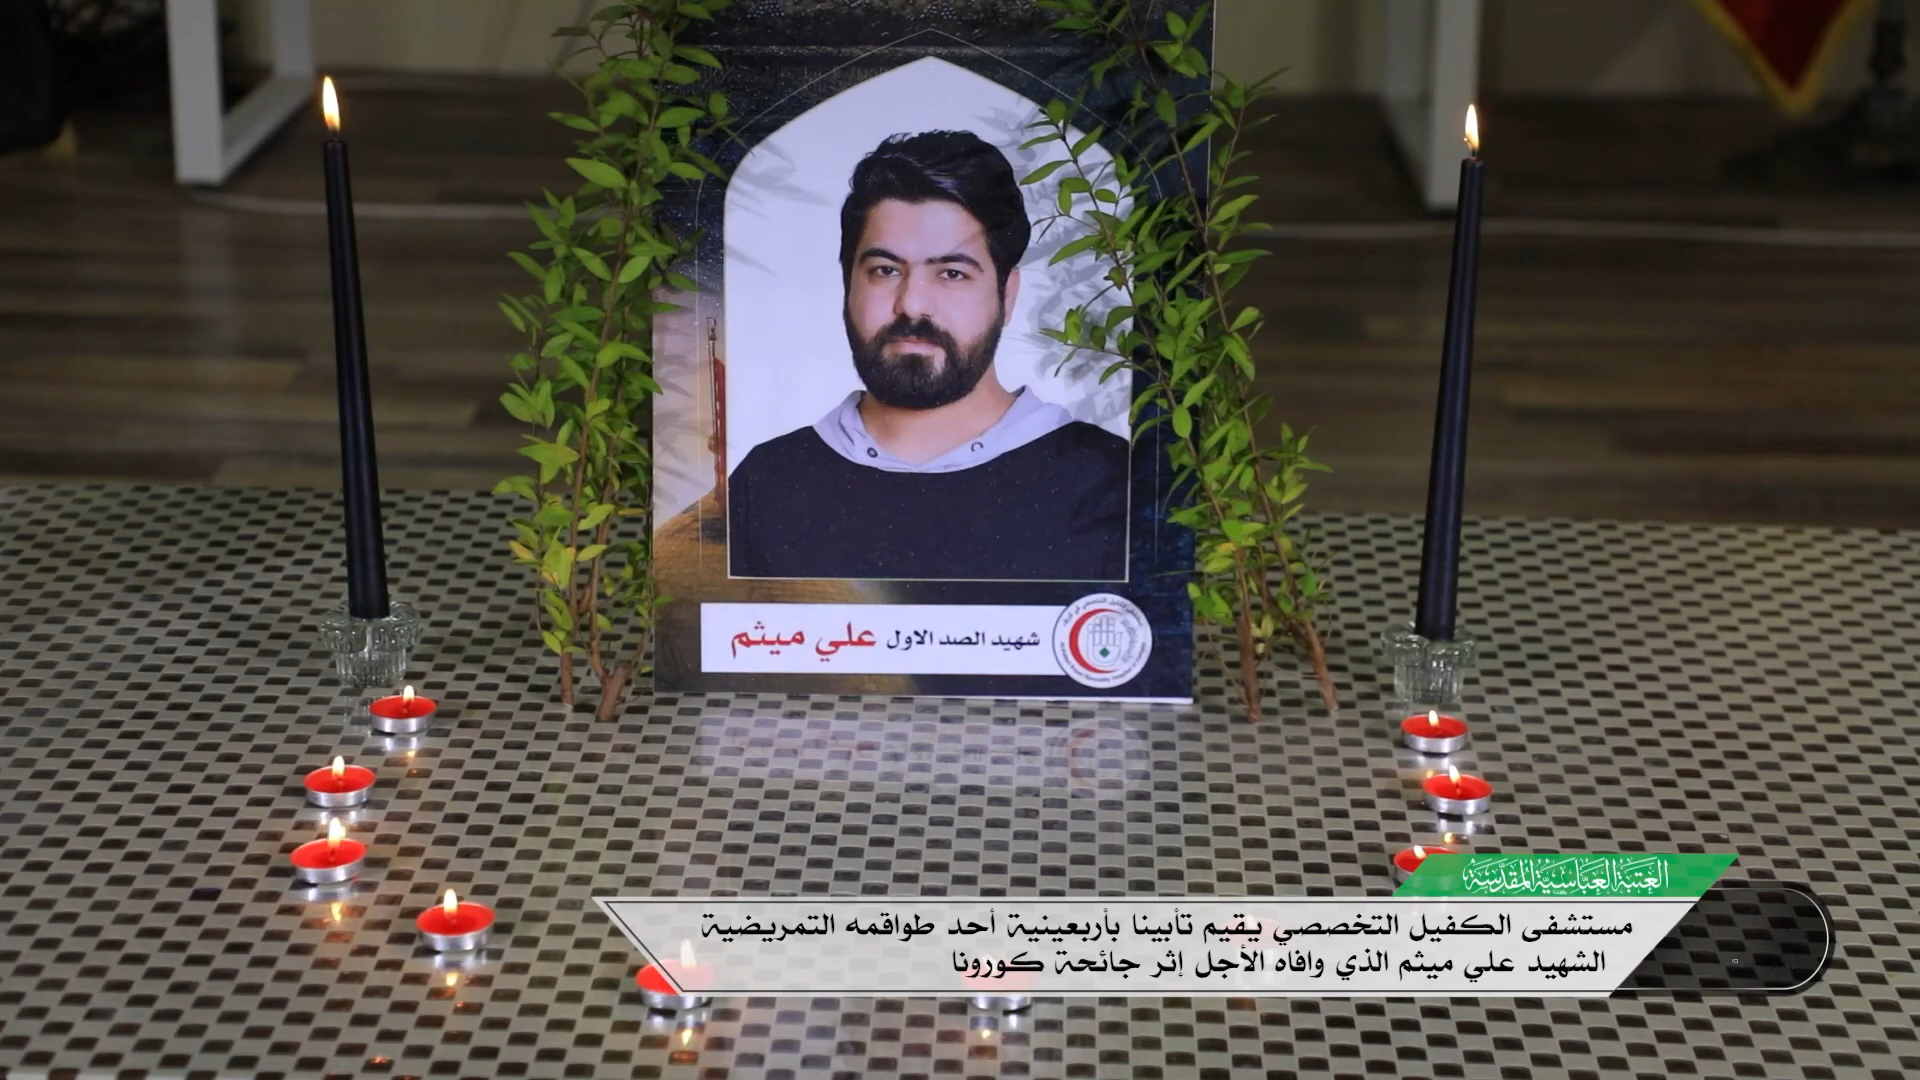 شهيد الصد الاول علي ميثم
العتبة العباسية المقدسة
مستشفى الكفيل التخصصي يقيم تأبينا بأربعينية أحد طواقمه التمريضية
الشهيد علي ميثم الذي وافاه الأجل إثر جائحة كورونا